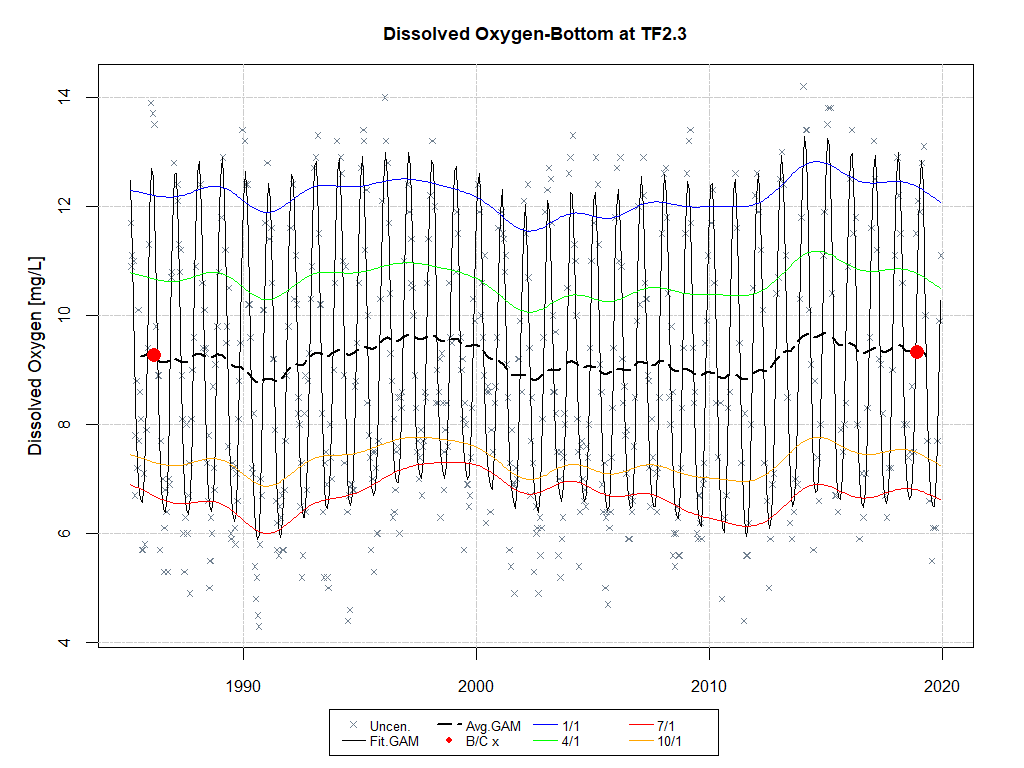 Dissolved Oxygen-Bottom at TF2.3
Dissolved Oxygen [mg/L]
14
12
10
8
6
4
1990 2000 2010 2020
Uncen. Avg.GAM 1/1 7/1
Fit.GAM B/C x 4/1 10/1